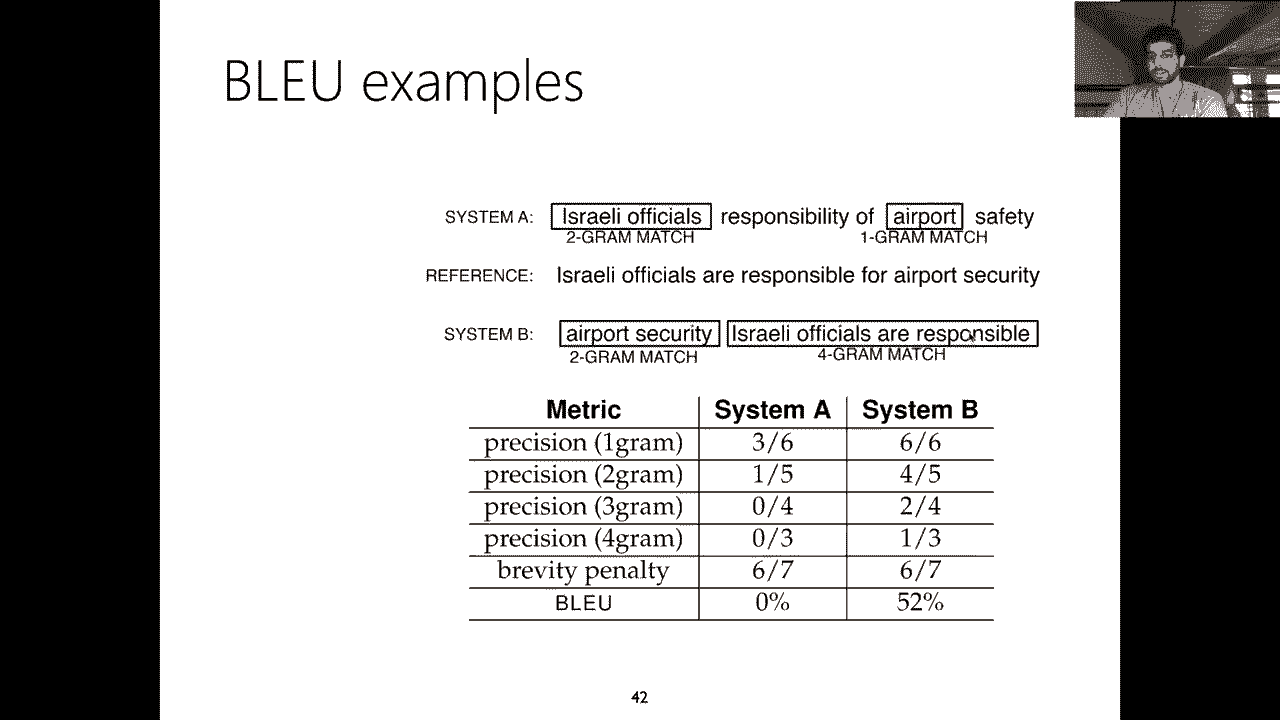 BLEU examples
SYSTEM A: Israeli officials responsibility of airport safety
2-GRAM MATCH 1-GRAM MATCH
REFERENCE: Israeli officials are responsible for airport security
SYSTEM B: airport security Israeli officials are responsible
2-GRAM MATCH 4-GRAM MATCH
Metric System A System B
precision (1gram) 3/6 6/6
precision (2gram) 1/5 4/5
precision (3gram) 0/4 2/4
precision (4gram) 0/3 1/3
brevity penalty 6/7 6/7
BLEU 0% 52%
42